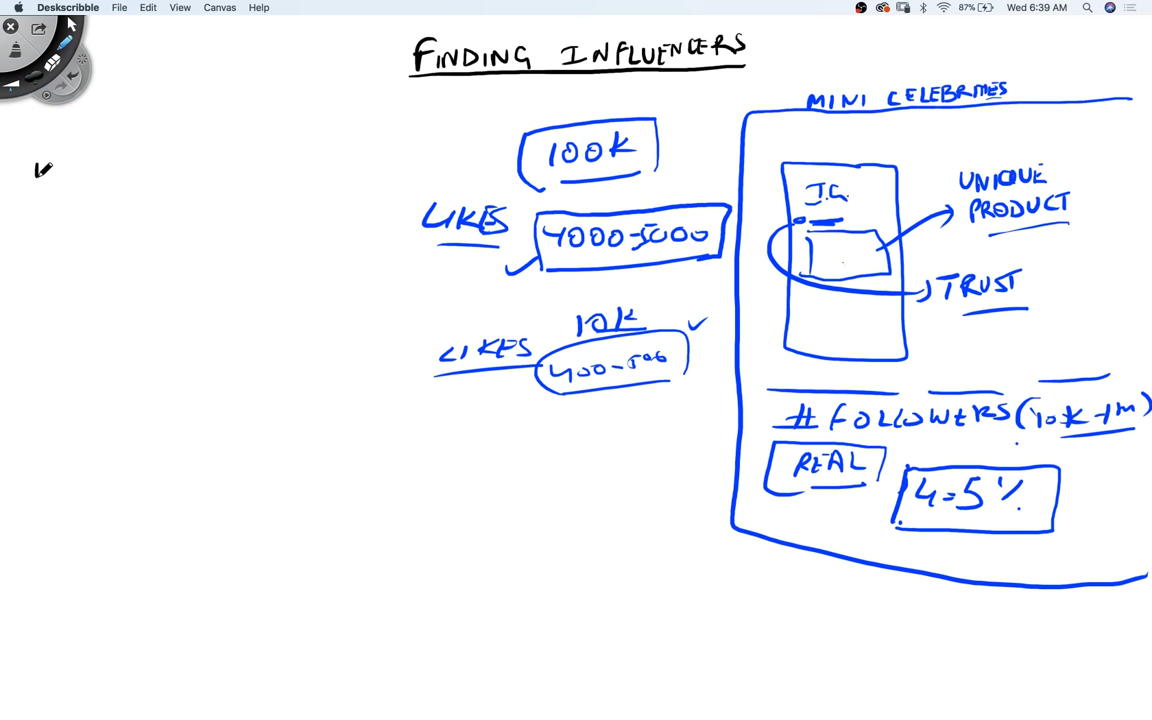 Deskscribble File Edit View Canvas Help 87% Wed 6:39 AM
FINDING INFLUENCERS
100K
LIKES 4000-5000
10K
LIKES 400-500
MINI CELEBRITIES
I.G.
UNIQUE
PRODUCT
TRUST
# FOLLOWERS (10K-1M)
REAL
4-5%